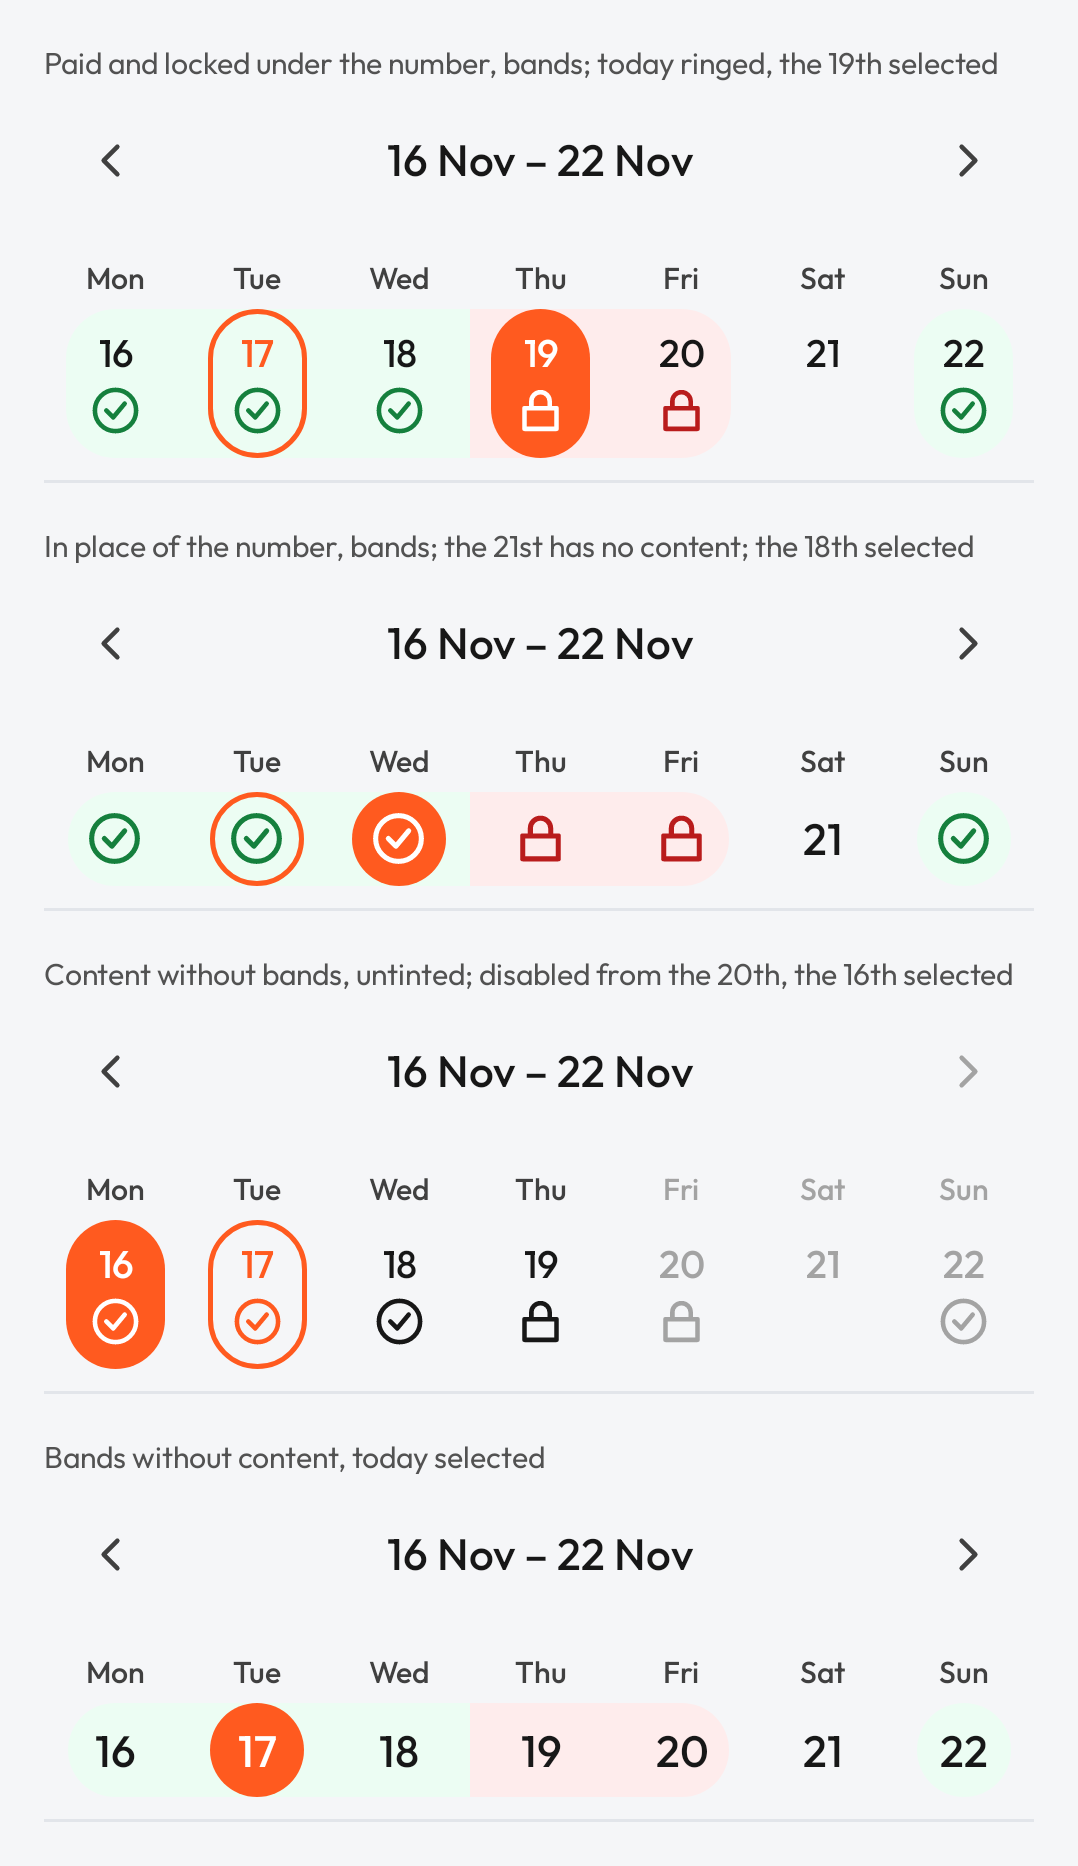 Paid and locked under the number, bands; today ringed, the 19th selected
16 Nov – 22 Nov
Mon Tue Wed Thu Fri Sat Sun
16 17 18 19 20 21 22
In place of the number, bands; the 21st has no content; the 18th selected
16 Nov – 22 Nov
Mon Tue Wed Thu Fri Sat Sun
21
Content without bands, untinted; disabled from the 20th, the 16th selected
16 Nov – 22 Nov
Mon Tue Wed Thu Fri Sat Sun
16 17 18 19 20 21 22
Bands without content, today selected
16 Nov – 22 Nov
Mon Tue Wed Thu Fri Sat Sun
16 17 18 19 20 21 22